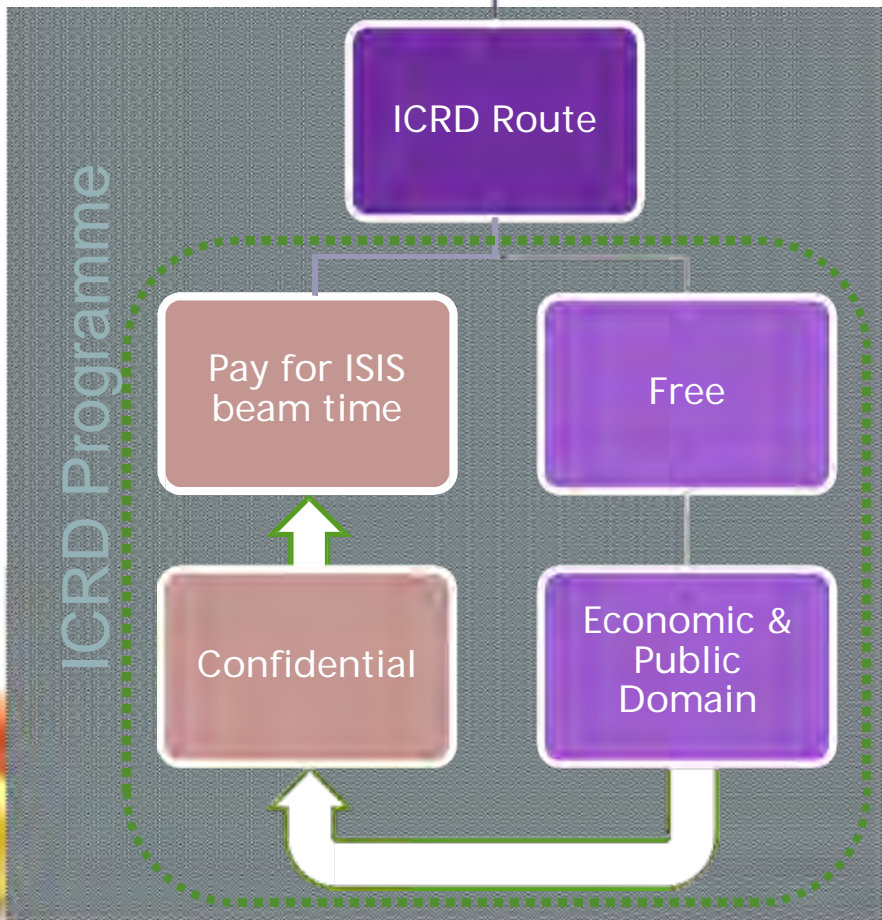 ICRD Route
ICRD Programme
Pay for ISIS
beam time
Free
Confidential
Economic &
Public
Domain